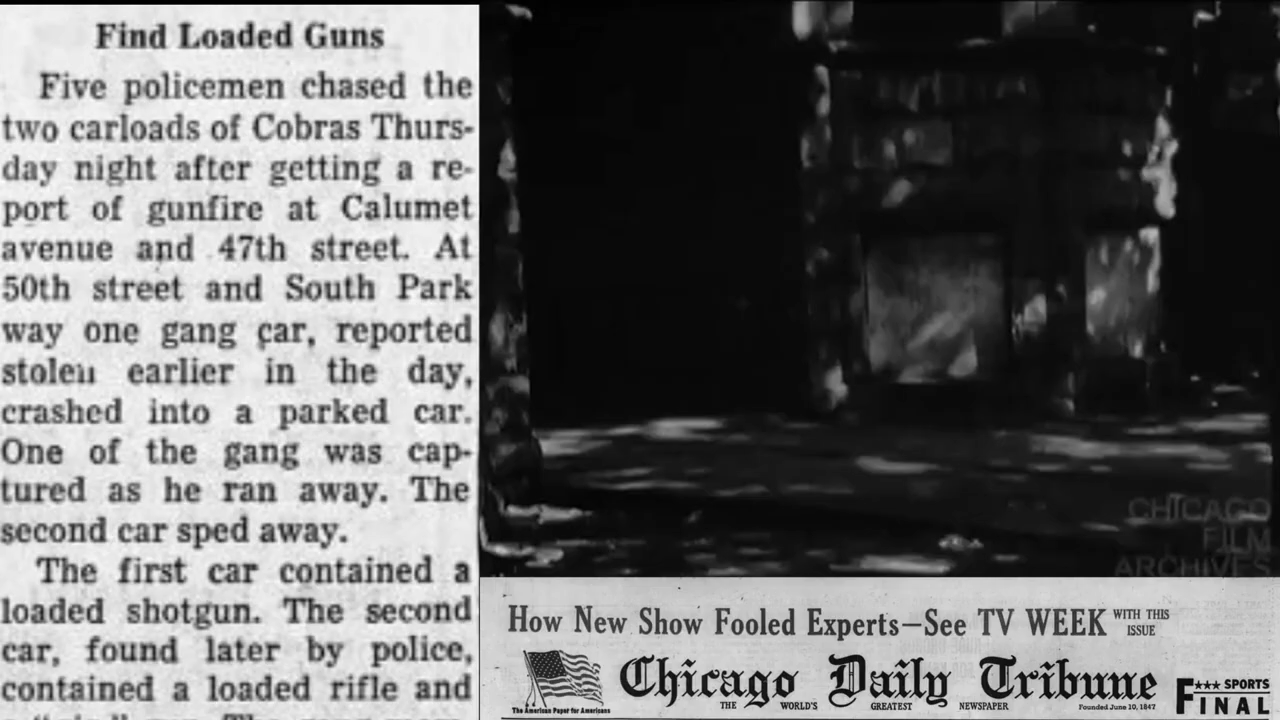 Find Loaded Guns
Five policemen chased the
two carloads of Cobras Thurs-
day night after getting a re-
port of gunfire at Calumet
avenue and 47th street. At
50th street and South Park
way one gang car, reported
stolen earlier in the day,
crashed into a parked car.
One of the gang was cap-
tured as he ran away. The
second car sped away.
The first car contained a
loaded shotgun. The second
car, found later by police,
contained a loaded rifle and
CHICAGO
FILM
ARCHIVES
How New Show Fooled Experts—See TV WEEK WITH THIS
ISSUE
Chicago Daily Tribune
The American Paper for Americans
THE WORLD'S GREATEST NEWSPAPER
Founded June 10, 1847
F★★★ SPORTS
INAL